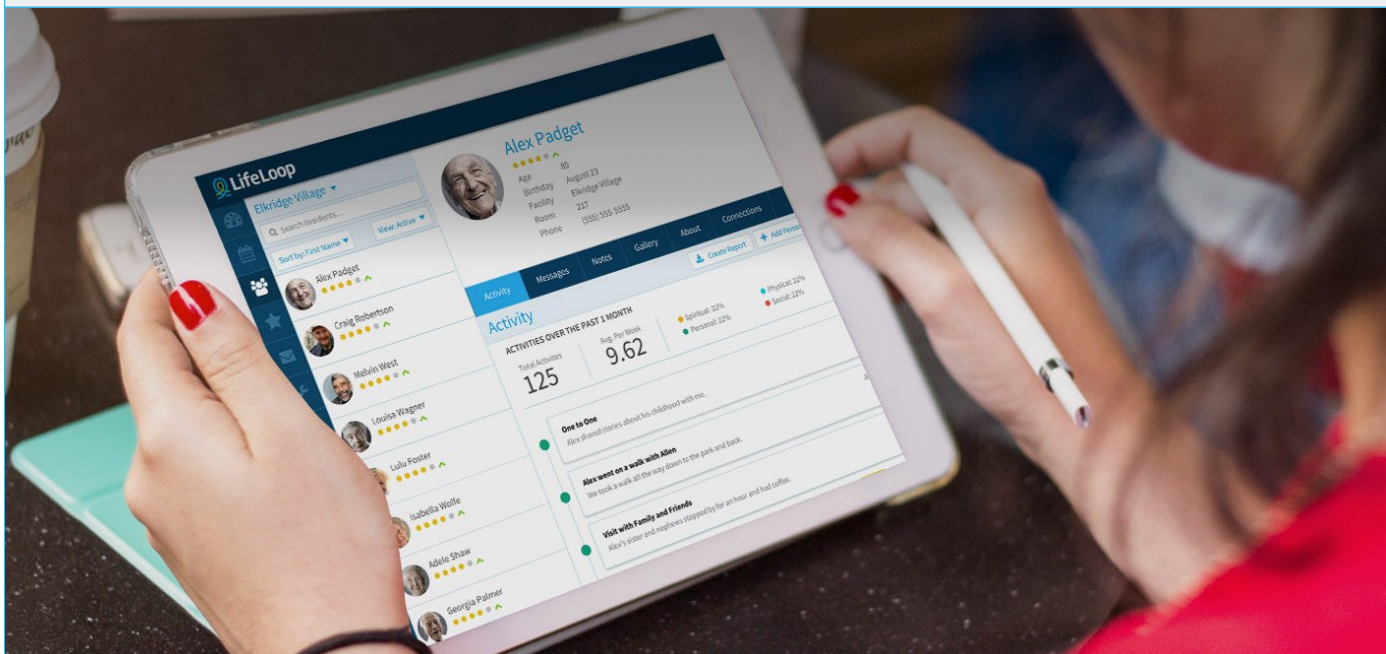 LifeLoop
Elkridge Village
Search Residents...
Sort by: First Name
View: Active
Alex Padget
Craig Robertson
Melvin West
Louisa Wagner
Lulu Foster
Isabella Wolfe
Adele Shaw
Georgia Palmer
Alex Padget
Age 85
Birthday August 23
Facility Elkridge Village
Room 217
Phone (555) 555-5555
Activity Messages Notes Gallery About Connections
Create Report Add Person
Activity
ACTIVITIES OVER THE PAST 1 MONTH
Total Activites
125
Avg. Per Week
9.62
Spiritual: 22%
Personal: 22%
Physical: 22%
Social: 22%
One to One
Alex shared stories about his childhood with me.
Alex went on a walk with Allen
We took a walk all the way down to the park and back.
Visit with Family and Friends
Alex's sister and nephews stopped by for an hour and had coffee.